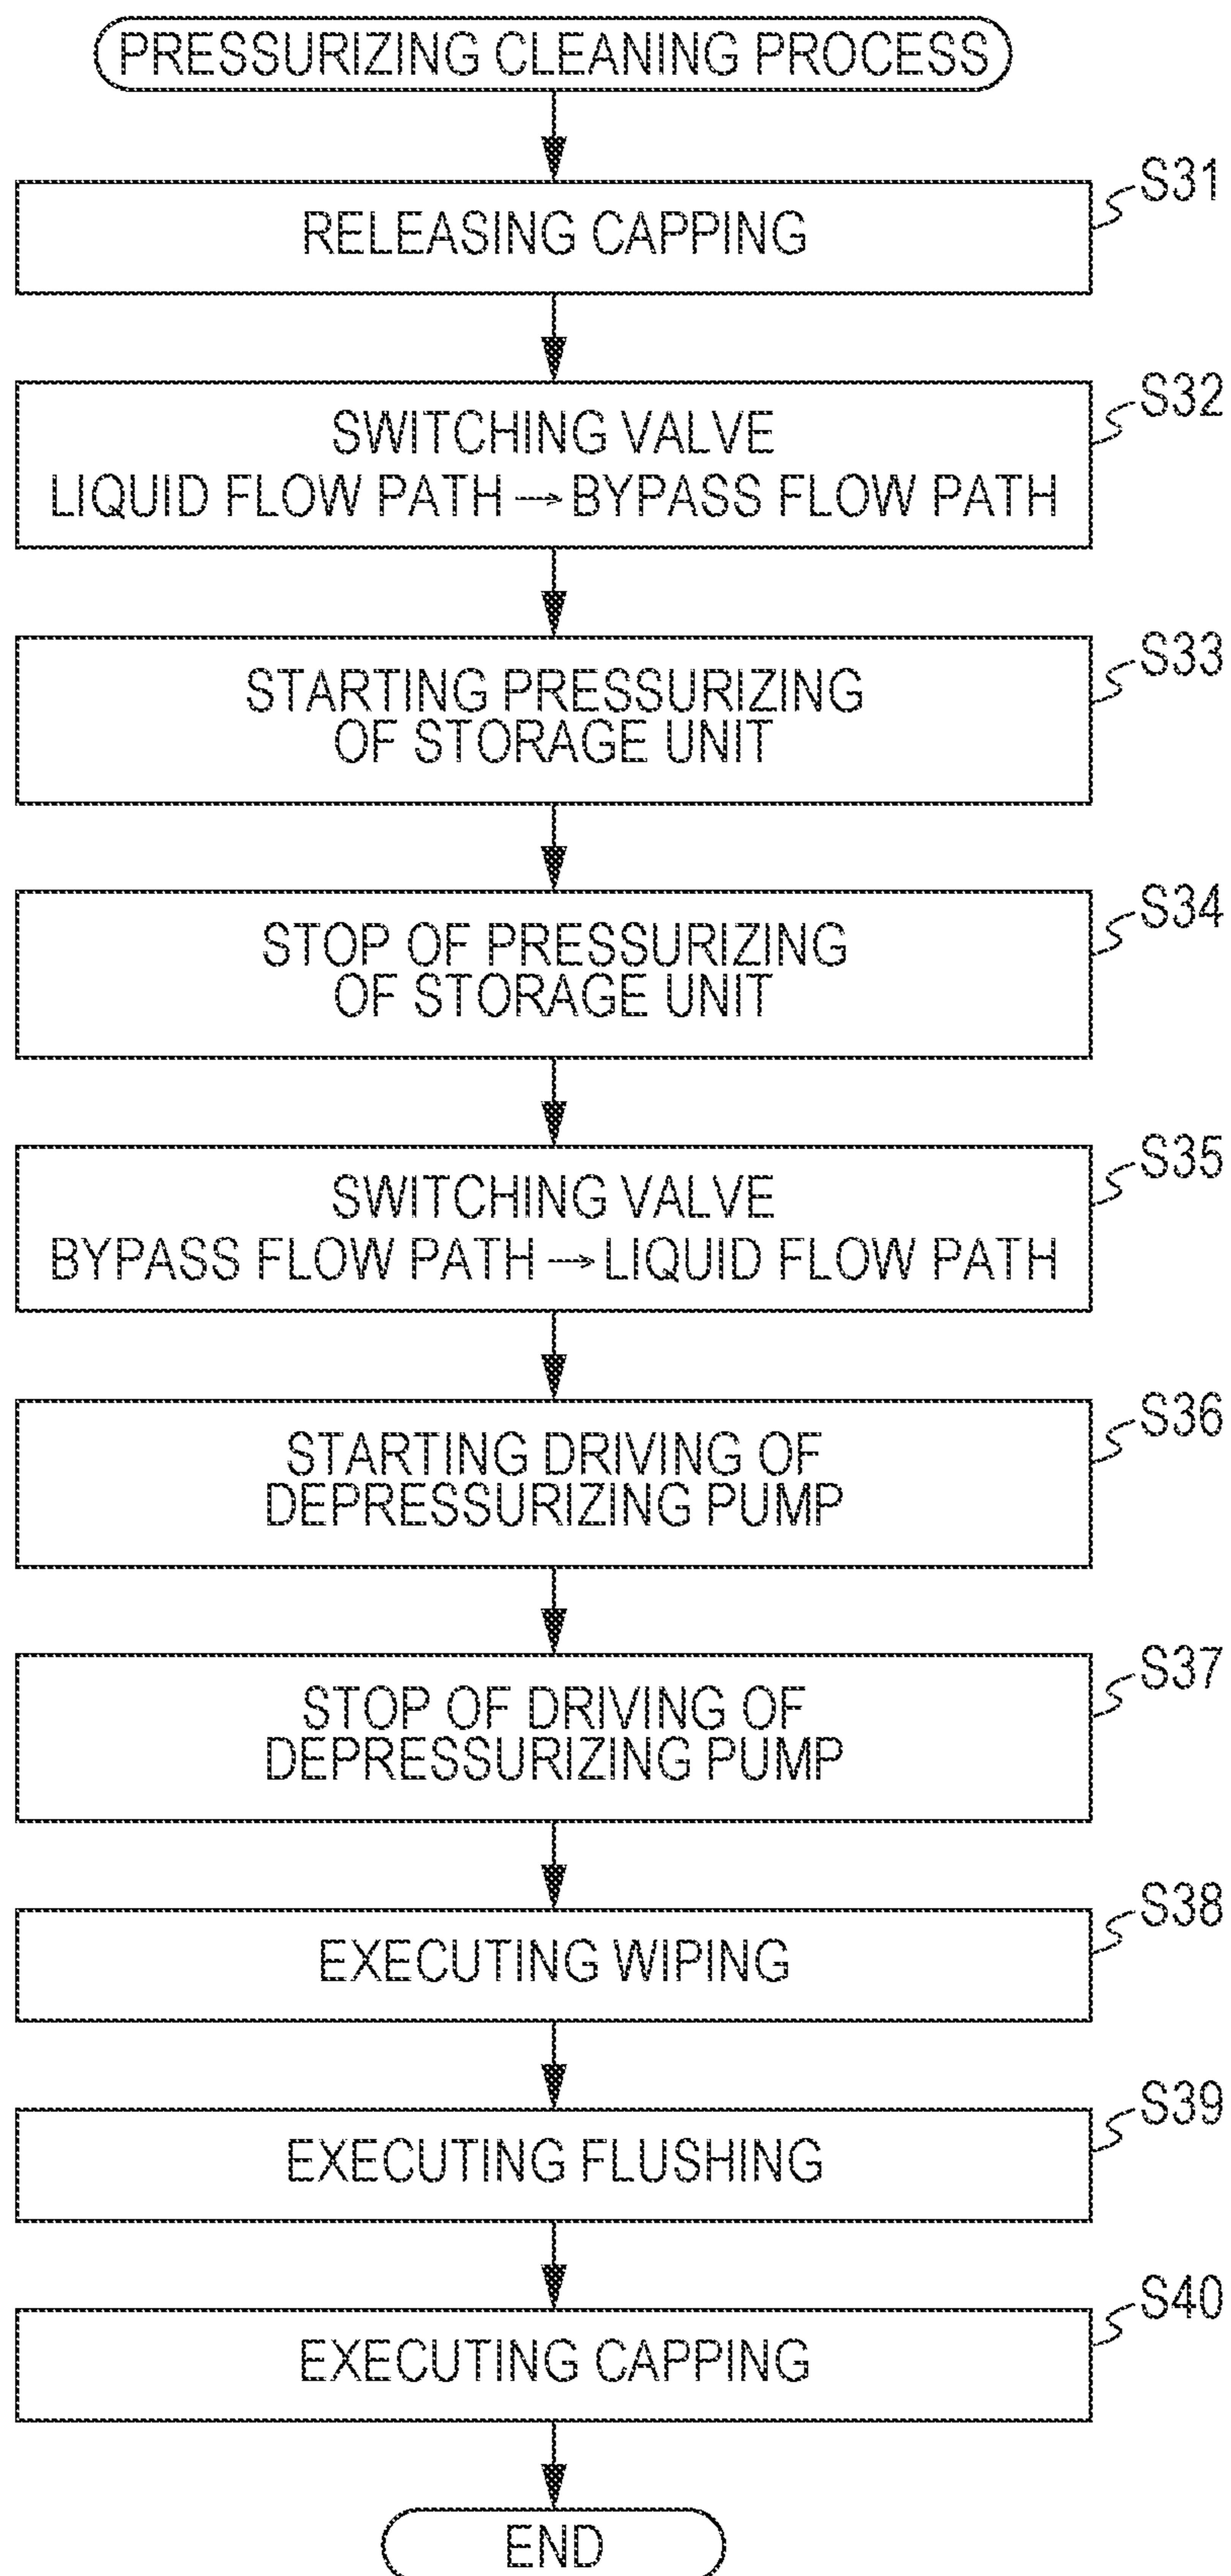 PRESSURIZING CLEANING PROCESS
S31
RELEASING CAPPING
S32
SWITCHING VALVE
LIQUID FLOW PATH → BYPASS FLOW PATH
S33
STARTING PRESSURIZING
OF STORAGE UNIT
S34
STOP OF PRESSURIZING
OF STORAGE UNIT
S35
SWITCHING VALVE
BYPASS FLOW PATH → LIQUID FLOW PATH
S36
STARTING DRIVING OF
DEPRESSURIZING PUMP
S37
STOP OF DRIVING OF
DEPRESSURIZING PUMP
S38
EXECUTING WIPING
S39
EXECUTING FLUSHING
S40
EXECUTING CAPPING
END